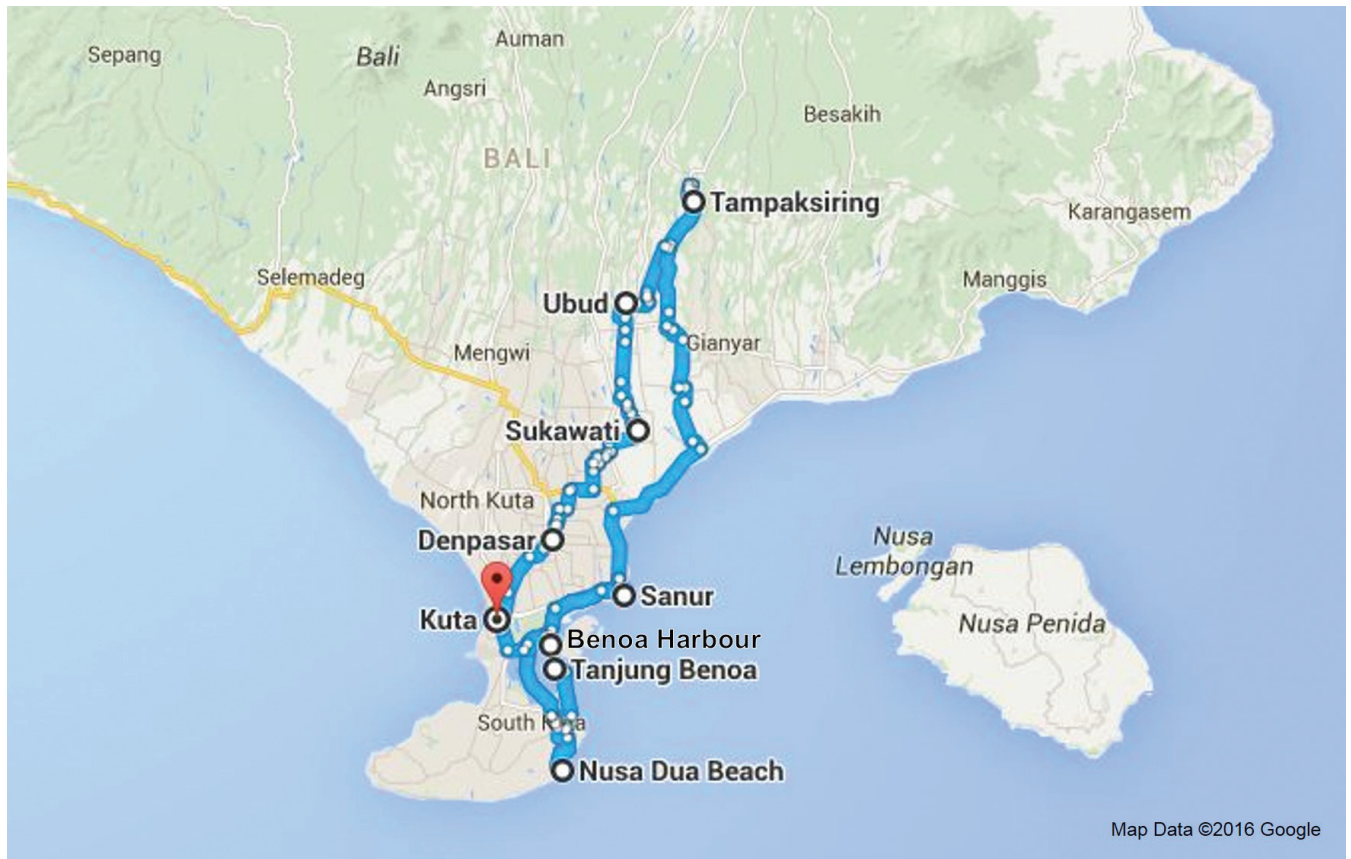 Auman
Sepang
Bali
Angsri
Besakih
BALI
Tampaksiring
Karangasem
Selemadeg
Manggis
Ubud
Gianyar
Mengwi
Sukawati
North Kuta
Denpasar
Nusa
Lembongan
Sanur
Kuta
Nusa Penida
Benoa Harbour
Tanjung Benoa
South
Nusa Dua Beach
Map Data ©2016 Google